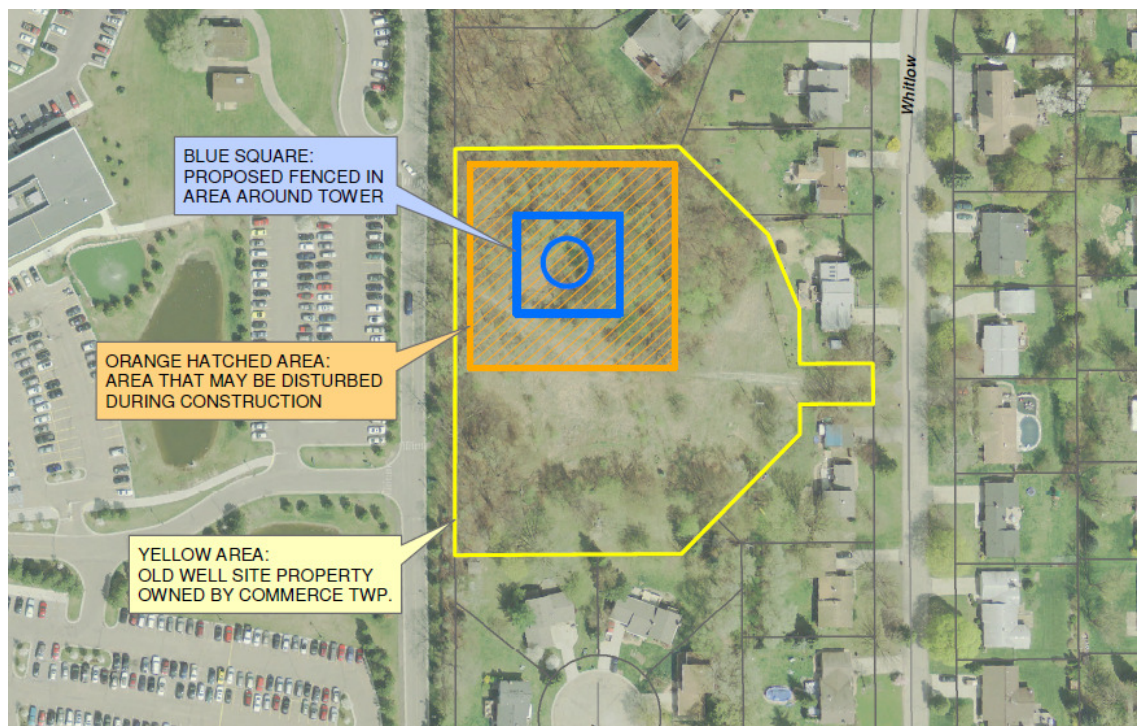 BLUE SQUARE:
PROPOSED FENCED IN
AREA AROUND TOWER
Whitlow
ORANGE HATCHED AREA:
AREA THAT MAY BE DISTURBED
DURING CONSTRUCTION
YELLOW AREA:
OLD WELL SITE PROPERTY
OWNED BY COMMERCE TWP.